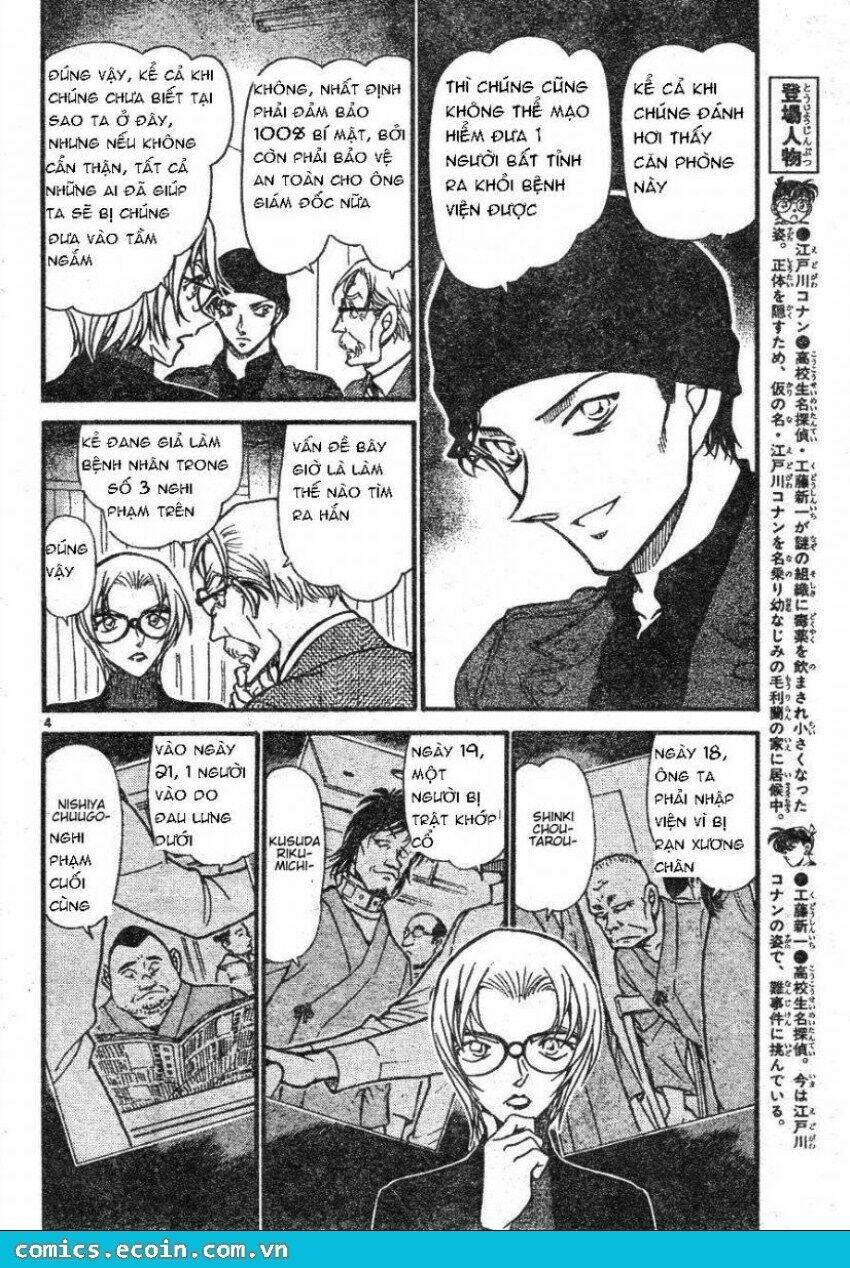 登場人物
とうじょうじんぶつ
●江戸川コナン●高校生名探偵・工藤新一が謎の組織に毒薬を飲まされ小さくなった
姿。正体を隠すため、仮の名・江戸川コナンを名乗り幼なじみの毛利蘭の家に居候中。
●工藤新一●高校生名探偵。今は江戸川
コナンの姿で、難事件に挑んでいる。
KỂ CẢ KHI
CHÚNG ĐÁNH
HƠI THẤY
CĂN PHÒNG
NÀY
THÌ CHÚNG CŨNG
KHÔNG THỂ MẠO
HIỂM ĐƯA 1
NGƯỜI BẤT TỈNH
RA KHỎI BỆNH
VIỆN ĐƯỢC
KHÔNG, NHẤT ĐỊNH
PHẢI ĐẢM BẢO
100% BÍ MẬT, BỞI
CÒN PHẢI BẢO VỆ
AN TOÀN CHO ÔNG
GIÁM ĐỐC NỮA
ĐÚNG VẬY, KỂ CẢ KHI
CHÚNG CHƯA BIẾT TẠI
SAO TA Ở ĐÂY,
NHƯNG NẾU KHÔNG
CẨN THẬN, TẤT CẢ
NHỮNG AI ĐÃ GIÚP
TA SẼ BỊ CHÚNG
ĐƯA VÀO TẦM
NGẮM
VẤN ĐỀ BÂY
GIỜ LÀ LÀM
THẾ NÀO TÌM
RA HẮN
KẺ ĐANG GIẢ LÀM
BỆNH NHÂN TRONG
SỐ 3 NGHI
PHẠM TRÊN
ĐÚNG
VẬY
4
NGÀY 18,
ÔNG TA
PHẢI NHẬP
VIỆN VÌ BỊ
RẠN XƯƠNG
CHÂN
SHINKI
CHOU-
TAROU-
NGÀY 19,
MỘT
NGƯỜI BỊ
TRẬT KHỚP
CỔ
KUSUDA
RIKU-
MICHI-
VÀO NGÀY
21, 1 NGƯỜI
VÀO DO
ĐAU LƯNG
DƯỚI
NISHIYA
CHUUGO-
NGHI
PHẠM
CUỐI
CÙNG
comics.ecoin.com.vn